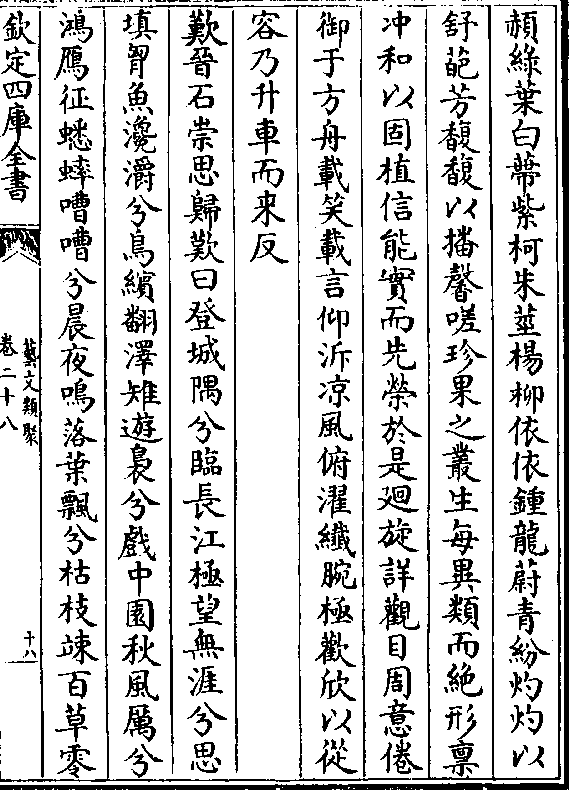 赬綠葉白蔕紫柯朱莖楊柳依依鍾龍蔚青紛灼灼以
舒葩芳馥馥以播馨嗟珍果之叢生每異類而絶形禀
冲和以固植信能實而先榮於是廻旋詳觀目周意倦
御于方舟載笑載言仰泝凉風俯濯纎腕極歡欣以從
容乃升車而来反
歎晉石崇思歸歎曰登城隅兮臨長江極望無涯兮思
填胷魚瀺灂兮鳥繽翻澤雉遊裊兮戲中園秋風厲兮
鴻鴈征蟋蟀嘈嘈兮晨夜鳴落葉飄兮枯枝竦百草零
欽定四庫全書
藝文類聚
卷二十八
十八